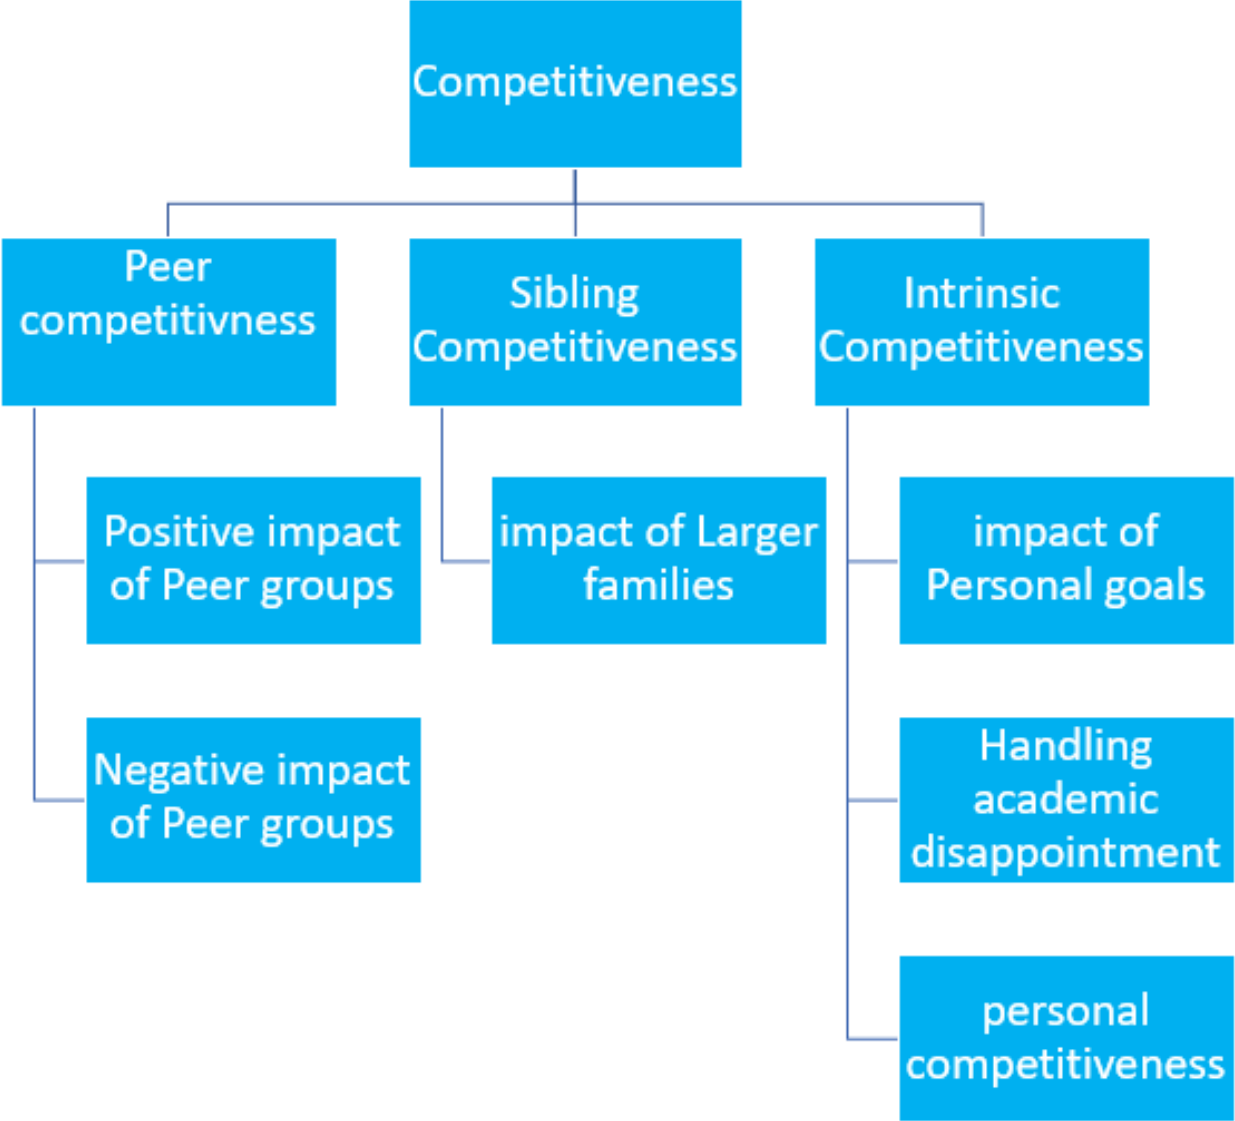 Competitiveness
Peer
competitivness
Sibling
Competitiveness
Intrinsic
Competitiveness
Positive impact
of Peer groups
impact of Larger
families
impact of
Personal goals
Negative impact
of Peer groups
Handling
academic
disappointment
personal
competitiveness